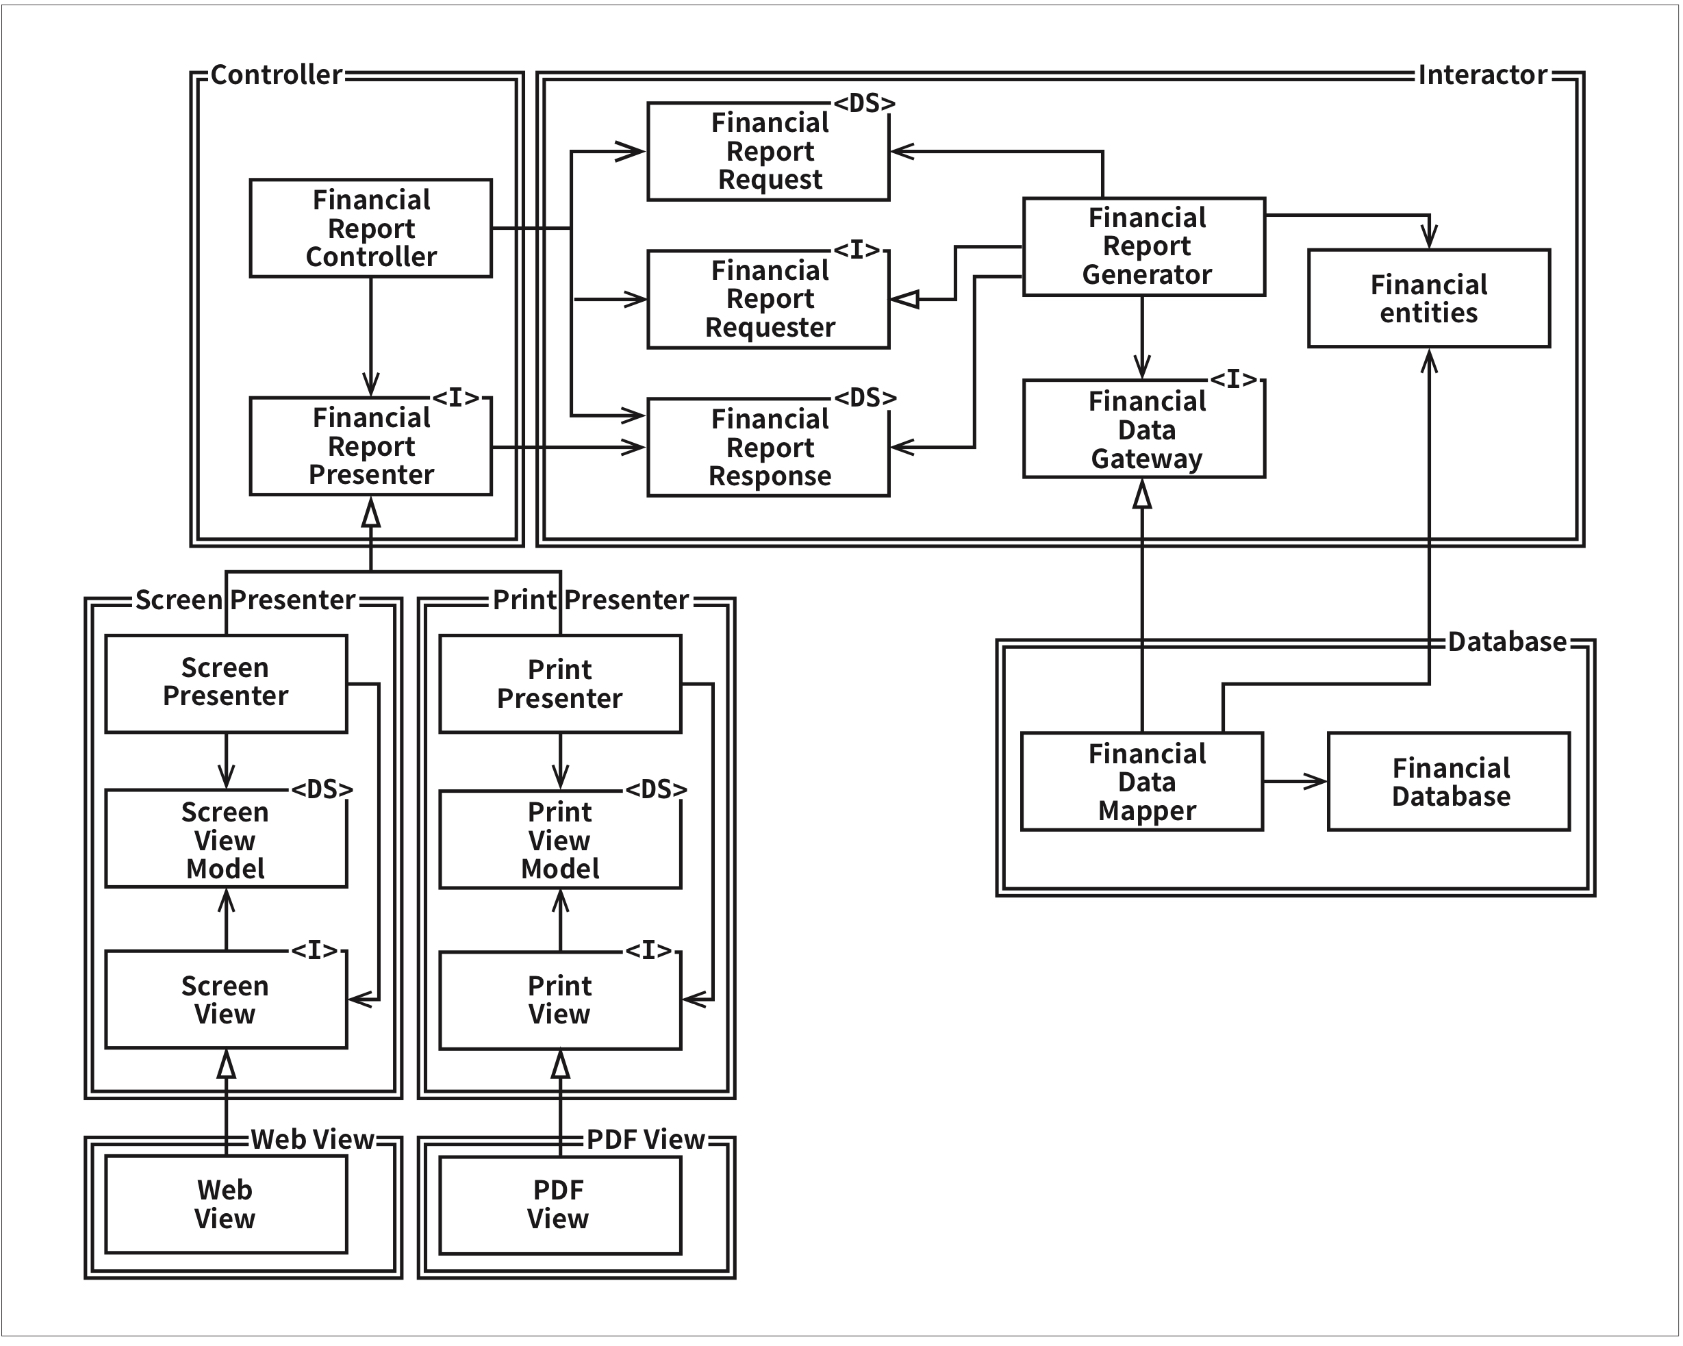 Controller
Interactor
<DS>
Financial
Report
Request
Financial
Report
Controller
Financial
Report
Generator
<I>
Financial
Report
Requester
Financial
entities
<I>
Financial
Report
Presenter
<DS>
Financial
Report
Response
<I>
Financial
Data
Gateway
Screen Presenter
Print Presenter
Database
Screen
Presenter
Print
Presenter
Financial
Data
Mapper
Financial
Database
<DS>
Screen
View
Model
<DS>
Print
View
Model
<I>
Screen
View
<I>
Print
View
Web View
PDF View
Web
View
PDF
View